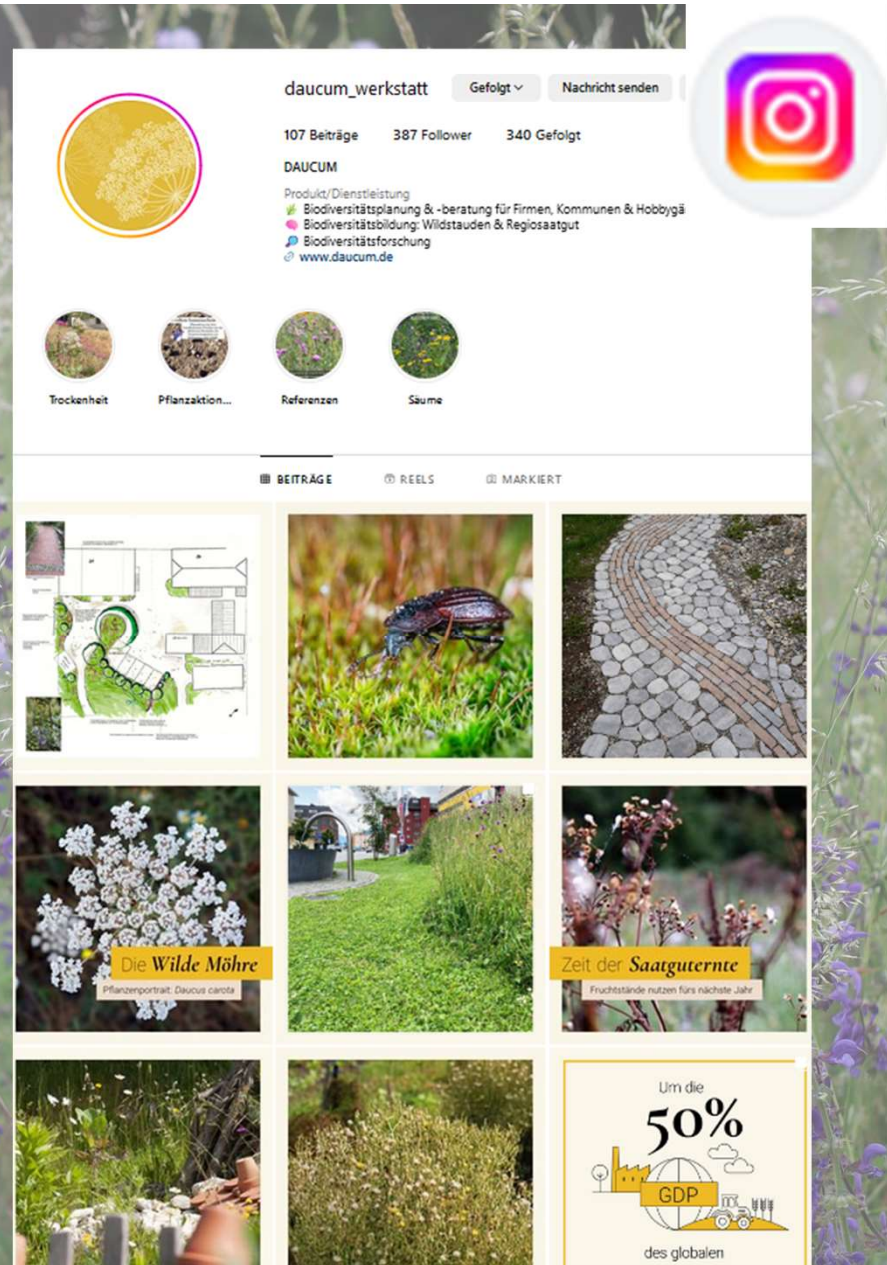 daucum_werkstatt Gefolgt Nachricht senden
107 Beiträge 387 Follower 340 Gefolgt
DAUCUM
Produkt/Dienstleistung
Biodiversitätsplanung & -beratung für Firmen, Kommunen & Hobbygä
Biodiversitätsbildung: Wildstauden & Regiosaatgut
Biodiversitätsforschung
www.daucum.de
Trockenheit Pflanzaktion... Referenzen Säume
BEITRÄGE REELS MARKIERT
Die Wilde Möhre
Pflanzenportrait: Daucus carota
Zeit der Saatguternte
Fruchtstände nutzen fürs nächste Jahr
Um die
50%
GDP
des globalen